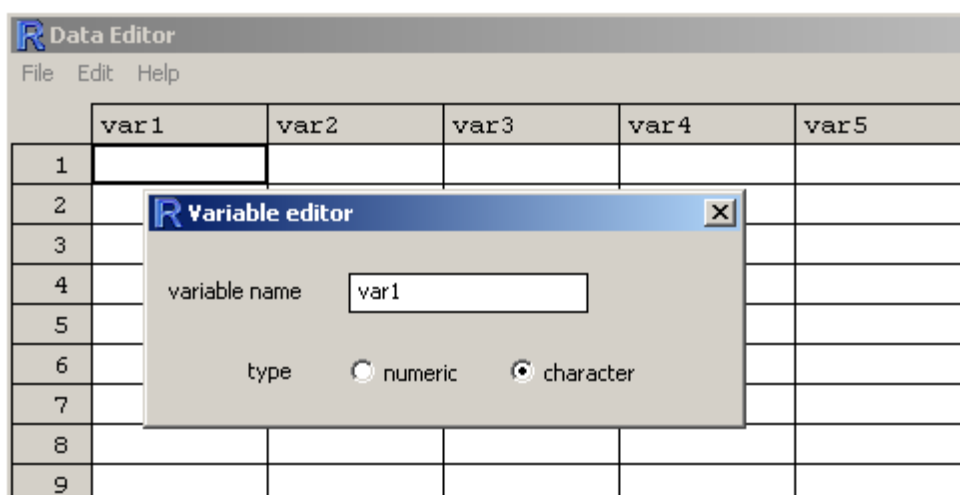 R Data Editor
File Edit Help
var1 var2 var3 var4 var5
1
2
3
4
5
6
7
8
9
R Variable editor
variable name var1
type numeric character